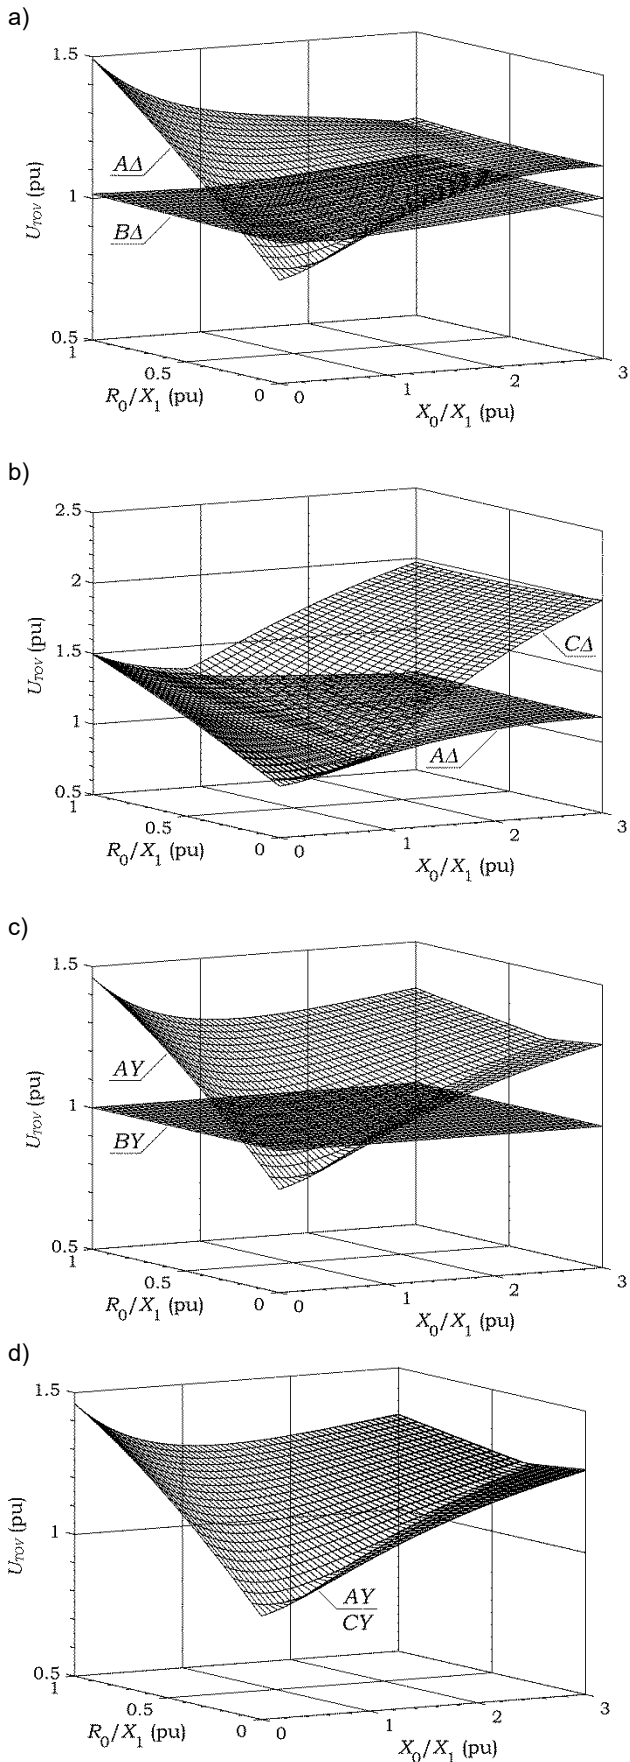 a)
1.5
AΔ
1
BΔ
U_TOV (pu)
0.5
1
0.5
0
R_0/X_1 (pu)
0
1
2
3
X_0/X_1 (pu)
b)
2.5
2
1.5
CΔ
1
AΔ
U_TOV (pu)
0.5
1
0.5
0
R_0/X_1 (pu)
0
1
2
3
X_0/X_1 (pu)
c)
1.5
AY
1
BY
U_TOV (pu)
0.5
1
0.5
0
R_0/X_1 (pu)
0
1
2
3
X_0/X_1 (pu)
d)
1.5
1
U_TOV (pu)
AY
CY
0.5
1
0.5
0
R_0/X_1 (pu)
0
1
2
3
X_0/X_1 (pu)